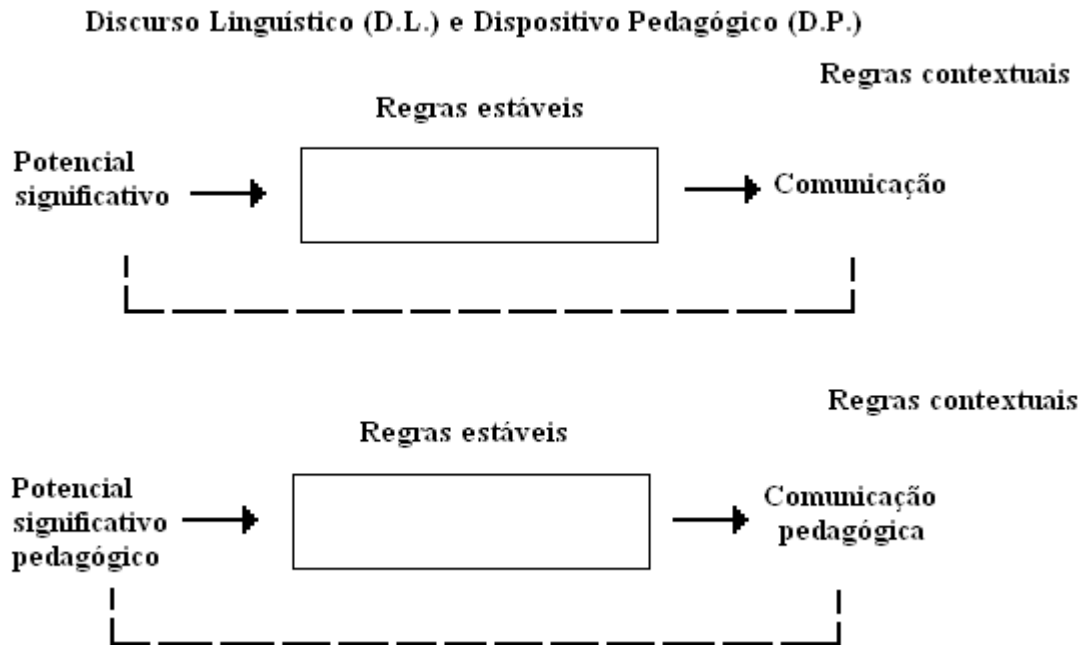 Discurso Linguístico (D.L.) e Dispositivo Pedagógico (D.P.)
Regras contextuais
Regras estáveis
Potencial
significativo
Comunicação
Regras contextuais
Regras estáveis
Potencial
significativo
pedagógico
Comunicação
pedagógica